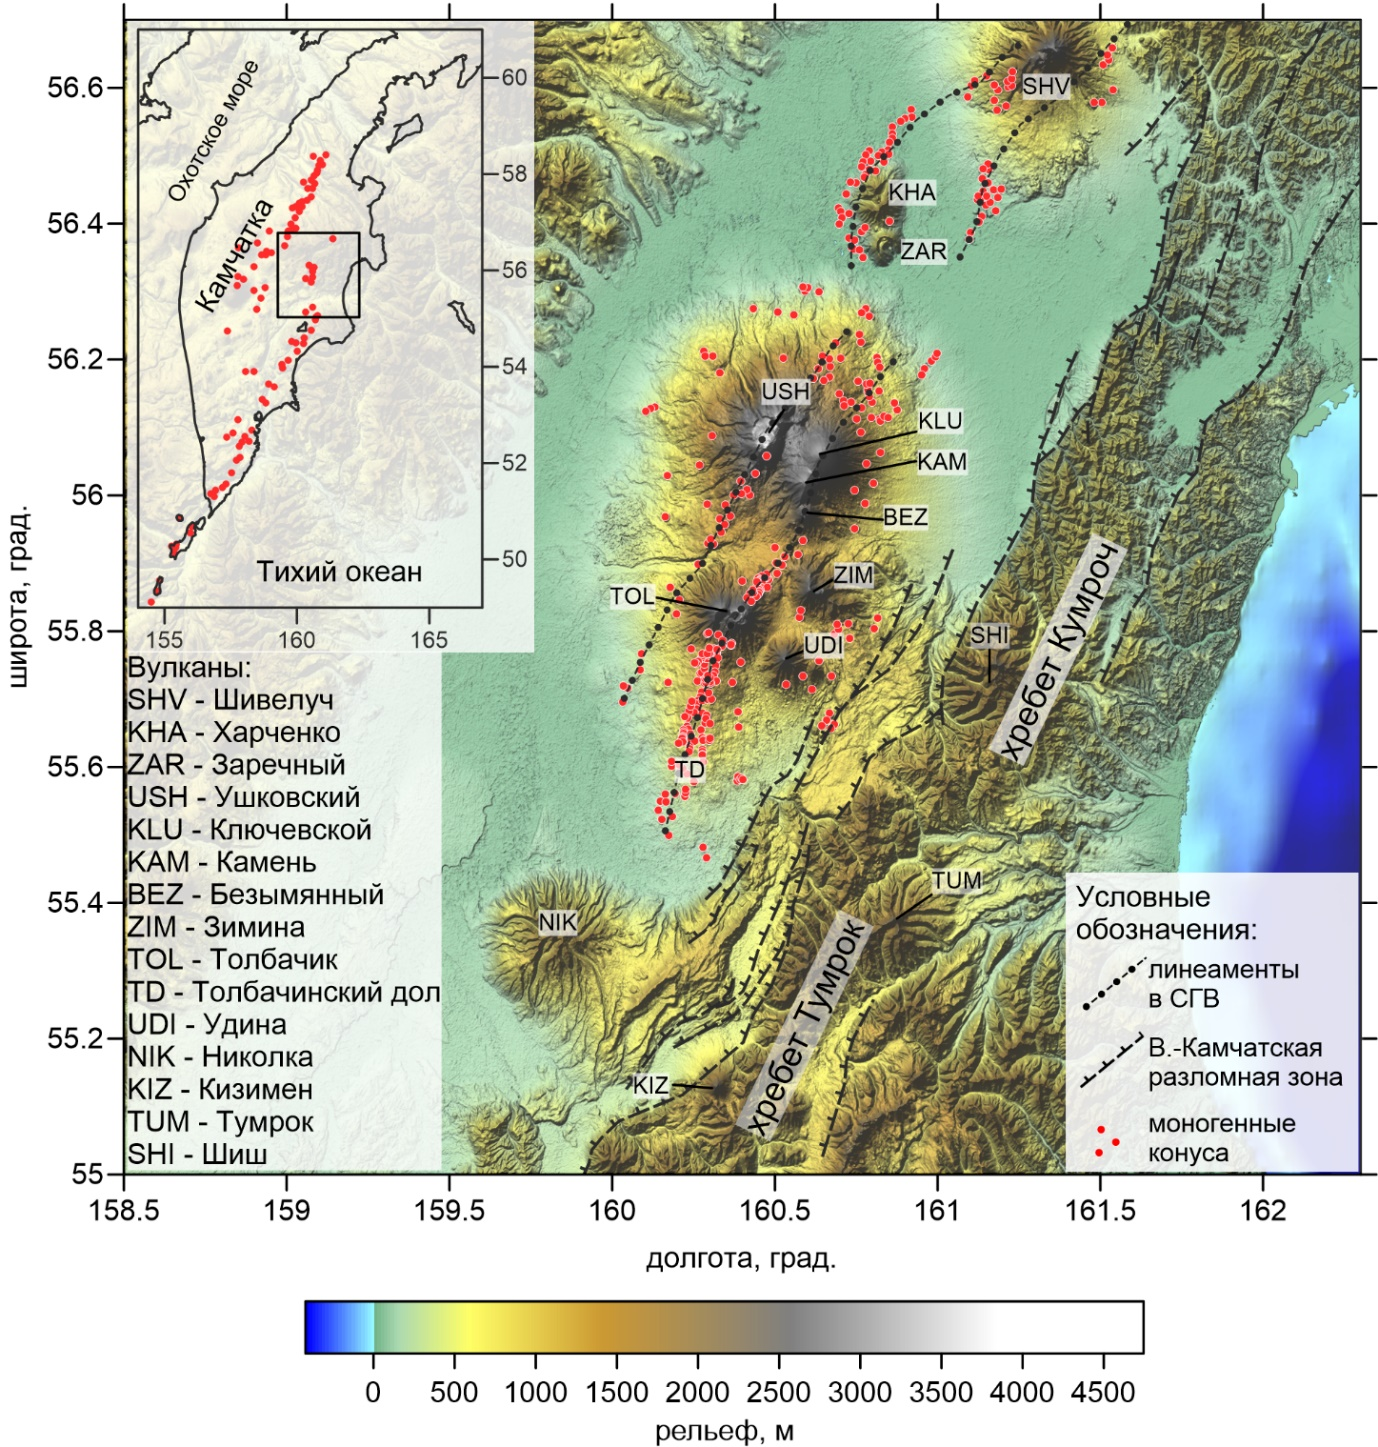 56.6
56.4
56.2
56
55.8
55.6
55.4
55.2
55
широта, град.
Охотское море
Камчатка
Тихий океан
60
58
56
54
52
50
155
160
165
SHV
KHA
ZAR
USH
KLU
KAM
BEZ
ZIM
TOL
UDI
SHI
TD
TUM
NIK
KIZ
хребет Кумроч
хребет Тумрок
Вулканы:
SHV - Шивелуч
KHA - Харченко
ZAR - Заречный
USH - Ушковский
KLU - Ключевской
KAM - Камень
BEZ - Безымянный
ZIM - Зимина
TOL - Толбачик
TD - Толбачинский дол
UDI - Удина
NIK - Николка
KIZ - Кизимен
TUM - Тумрок
SHI - Шиш
Условные
обозначения:
линеаменты
в СГВ
В.-Камчатская
разломная зона
моногенные
конуса
158.5
159
159.5
160
160.5
161
161.5
162
долгота, град.
0
500
1000
1500
2000
2500
3000
3500
4000
4500
рельеф, м